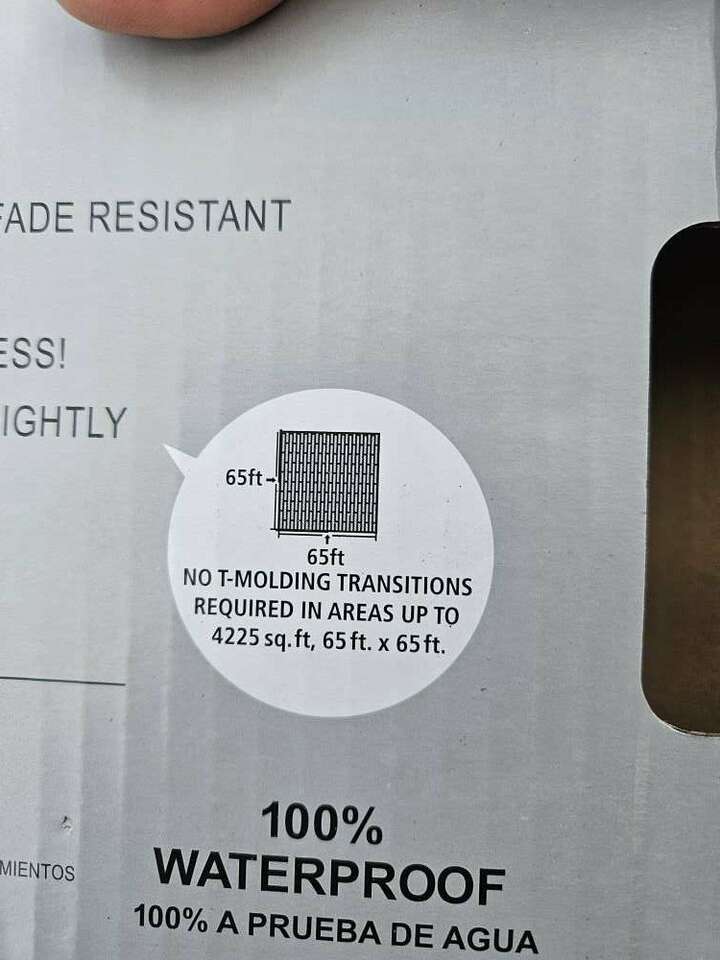 FADE RESISTANT
ESS!
IGHTLY
65ft
65ft
NO T-MOLDING TRANSITIONS
REQUIRED IN AREAS UP TO
4225 sq.ft, 65 ft. x 65 ft.
100%
WATERPROOF
MIENTOS
100% A PRUEBA DE AGUA